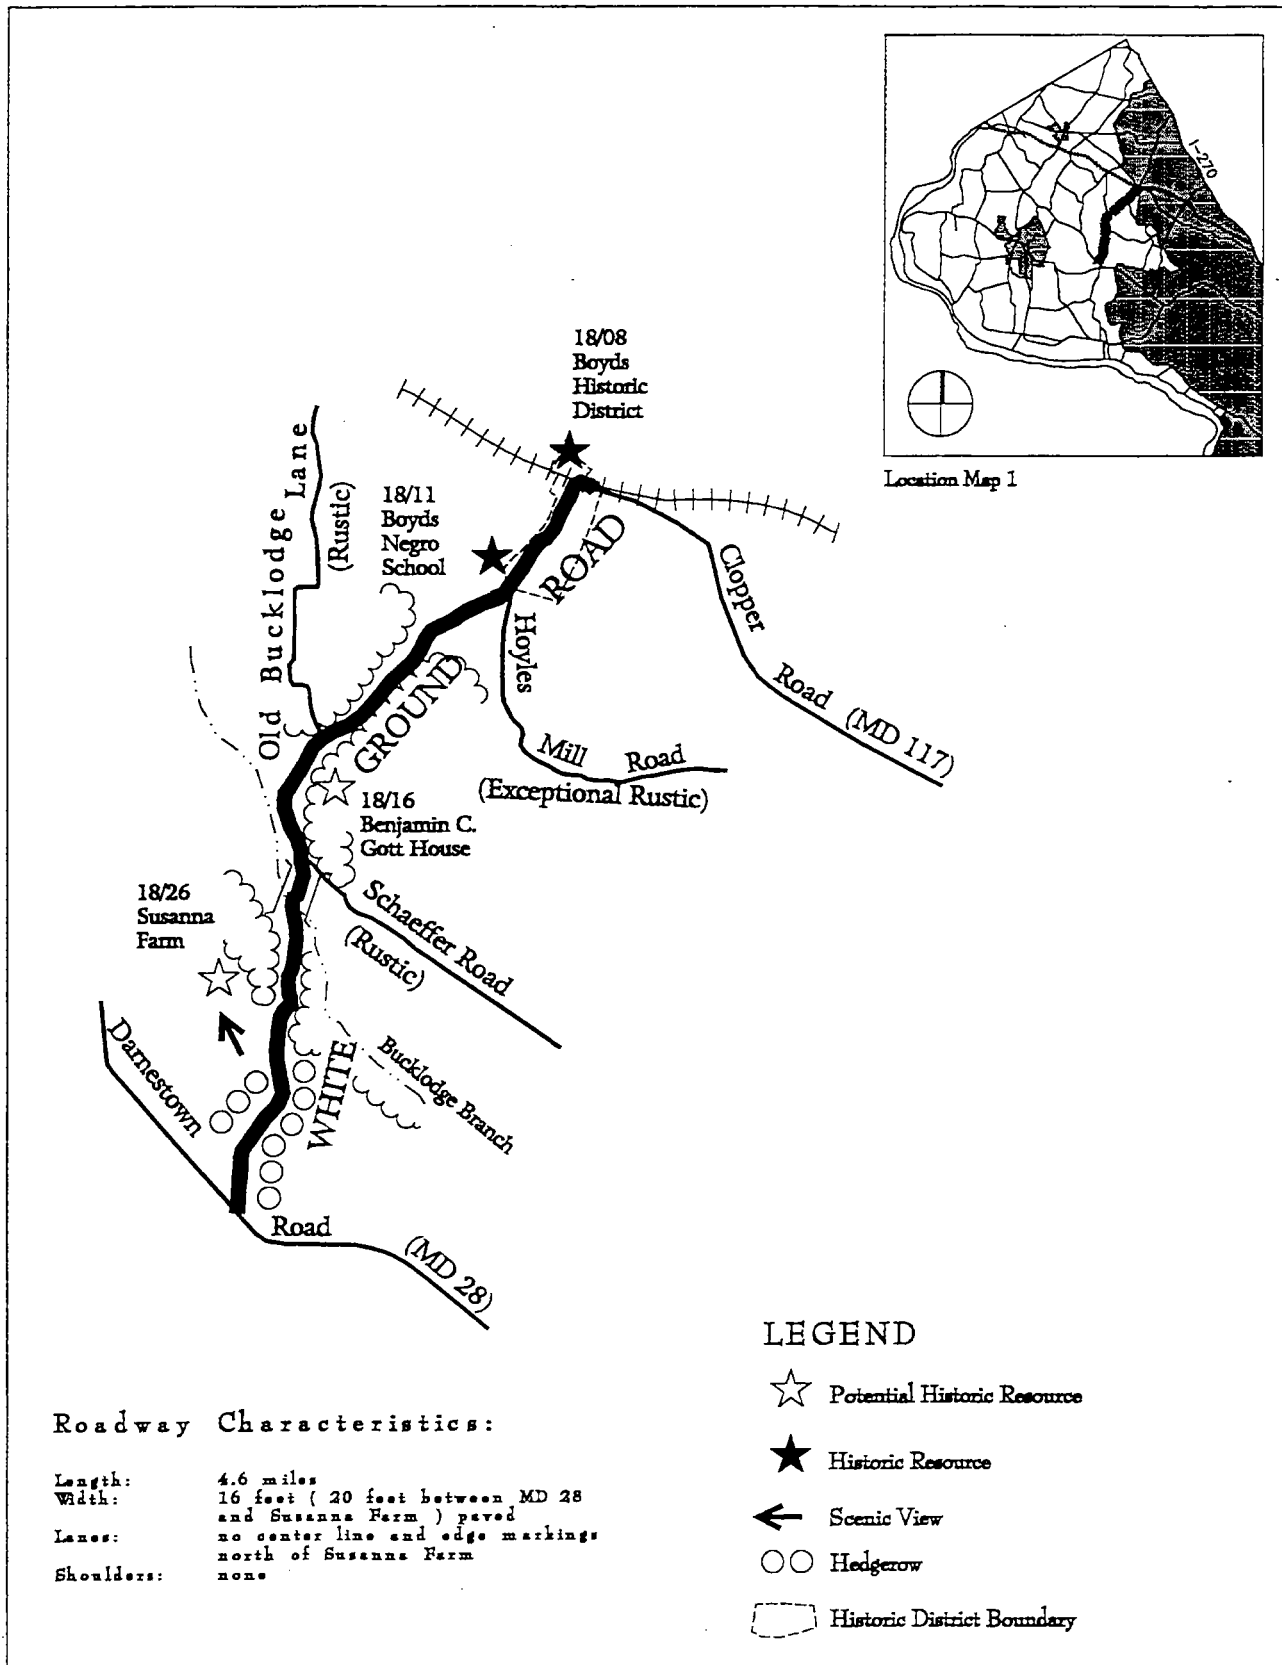 I-270
Location Map 1
18/08
Boyds
Historic
District
Old Bucklodge Lane
(Rustic)
18/11
Boyds
Negro
School
WHITE GROUND ROAD
Clopper Road (MD 117)
Hoyles Mill Road
(Exceptional Rustic)
18/16
Benjamin C.
Gott House
18/26
Susanna
Farm
Schaeffer Road
(Rustic)
Bucklodge Branch
Darnestown Road (MD 28)
LEGEND
Potential Historic Resource
Historic Resource
Scenic View
Hedgerow
Historic District Boundary
Roadway Characteristics:
Length: 4.6 miles
Width: 16 feet ( 20 feet between MD 28
and Susanna Farm ) paved
Lanes: no center line and edge markings
north of Susanna Farm
Shoulders: none